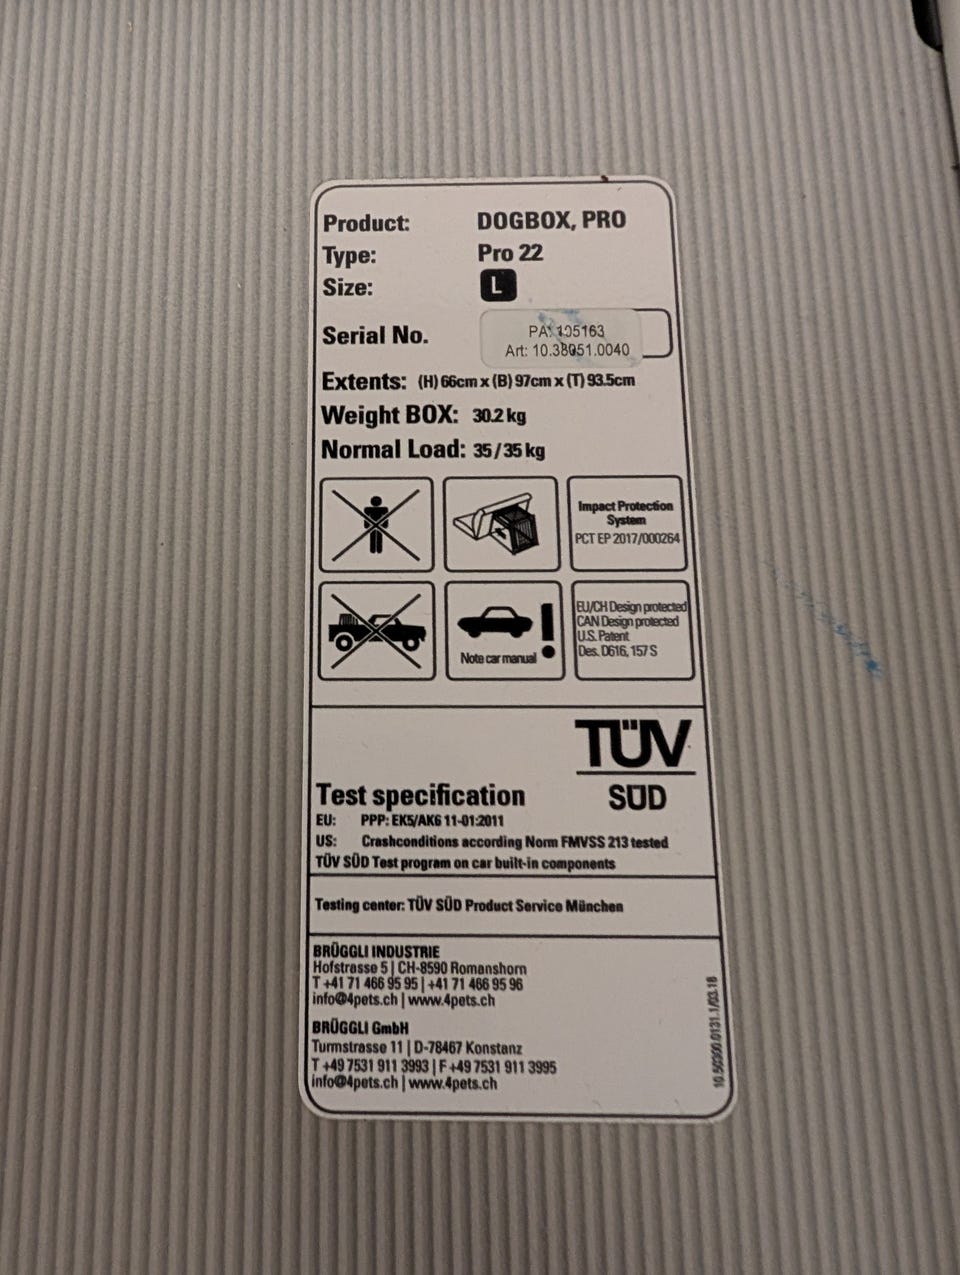 Product: DOGBOX, PRO
Type: Pro 22
Size: L
Serial No. PA: 105163
Art: 10.38051.0040
Extents: (H) 66cm x (B) 97cm x (T) 93.5cm
Weight BOX: 30.2 kg
Normal Load: 35 / 35 kg
Impact Protection
System
PCT EP 2017/000264
Note car manual
EU/CH Design protected
CAN Design protected
U.S. Patent
Des. D616, 157 S
TÜV
SÜD
Test specification
EU: PPP: EK5/AK6 11-01:2011
US: Crashconditions according Norm FMVSS 213 tested
TÜV SÜD Test program on car built-in components
Testing center: TÜV SÜD Product Service München
BRÜGGLI INDUSTRIE
Hofstrasse 5 | CH-8590 Romanshorn
T +41 71 466 95 95 | +41 71 466 95 96
info@4pets.ch | www.4pets.ch
BRÜGGLI GmbH
Turmstrasse 11 | D-78467 Konstanz
T +49 7531 911 3993 | F +49 7531 911 3995
info@4pets.ch | www.4pets.ch